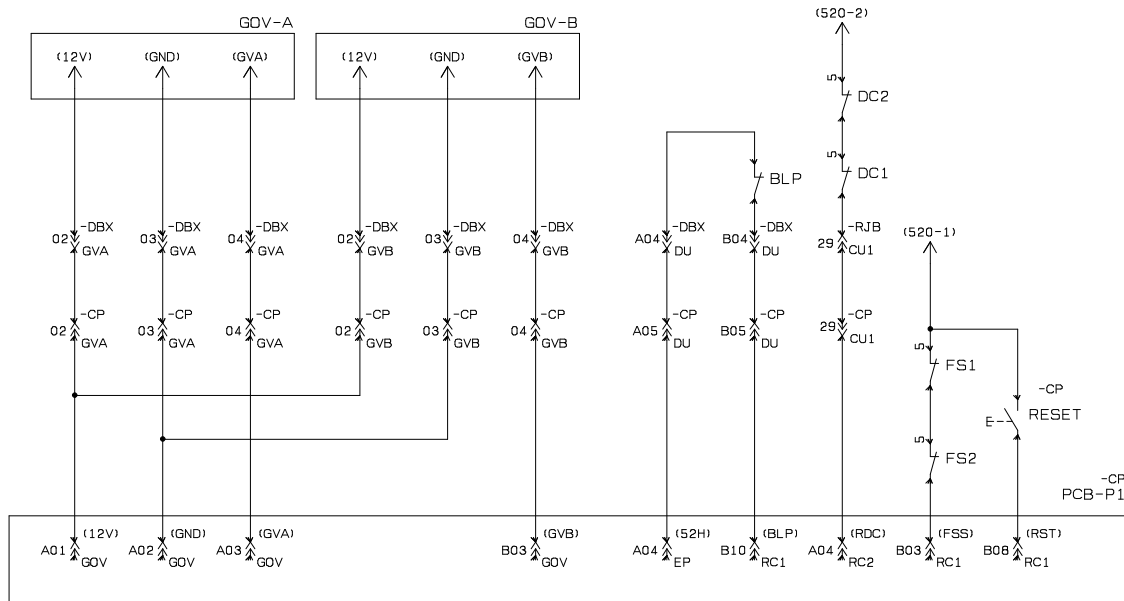 GOV-A GOV-B (520-2)
(12V) (GND) (GVA) (12V) (GND) (GVB)
5 DC2
5 DC1
BLP
-DBX -DBX -DBX -DBX -DBX -DBX -DBX -DBX -RJB (520-1)
02 03 04 02 03 04 A04 B04 29
GVA GVA GVA GVB GVB GVB DU DU CU1
-CP -CP -CP -CP -CP -CP -CP -CP -CP
02 03 04 02 03 04 A05 B05 29
GVA GVA GVA GVB GVB GVB DU DU CU1
5 FS1
-CP
E RESET
5 FS2
-CP
PCB-P1
(12V) (GND) (GVA) (GVB) (52H) (BLP) (RDC) (FSS) (RST)
A01 A02 A03 B03 A04 B10 A04 B03 B08
GOV GOV GOV GOV EP RC1 RC2 RC1 RC1